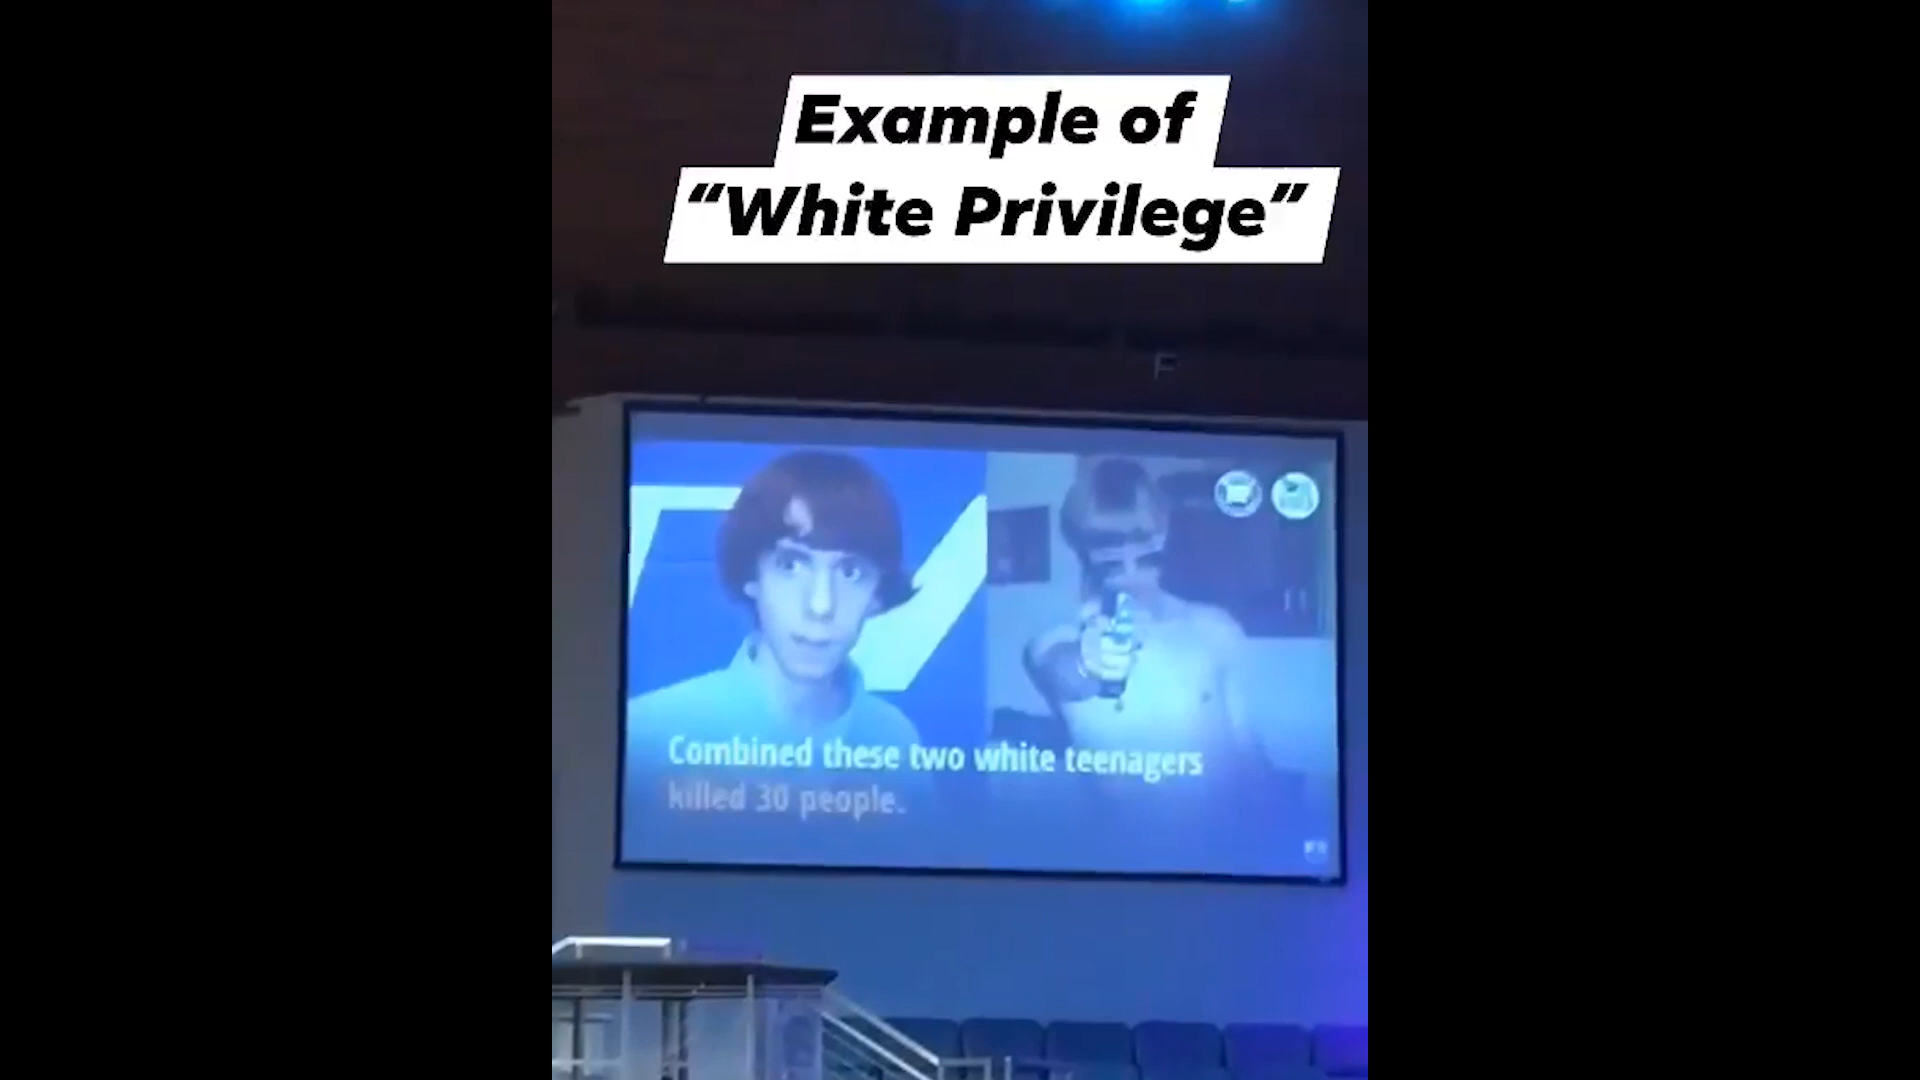 Example of
“White Privilege”
Combined these two white teenagers
killed 30 people.